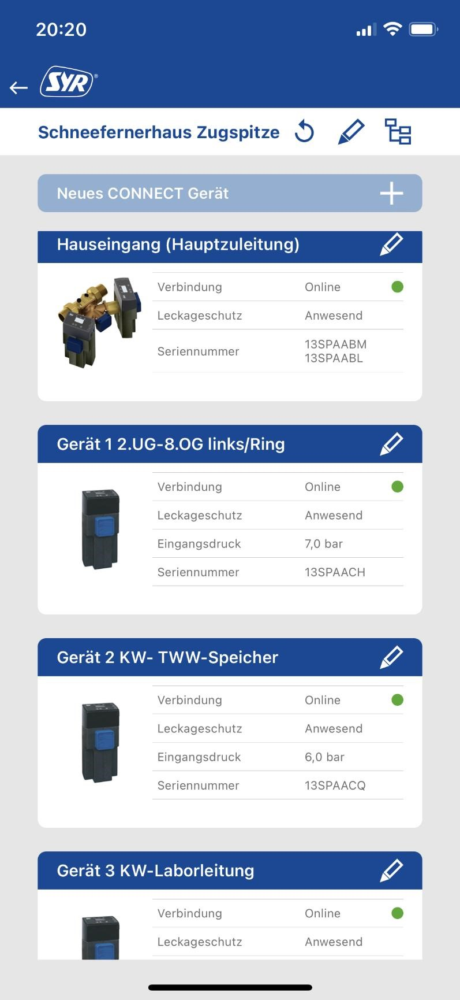 20:20
SYR®
Schneefernerhaus Zugspitze
Neues CONNECT Gerät
Hauseingang (Hauptzuleitung)
Verbindung Online
Leckageschutz Anwesend
Seriennummer 13SPAABM
13SPAABL
Gerät 1 2.UG-8.OG links/Ring
Verbindung Online
Leckageschutz Anwesend
Eingangsdruck 7,0 bar
Seriennummer 13SPAACH
Gerät 2 KW- TWW-Speicher
Verbindung Online
Leckageschutz Anwesend
Eingangsdruck 6,0 bar
Seriennummer 13SPAACQ
Gerät 3 KW-Laborleitung
Verbindung Online
Leckageschutz Anwesend